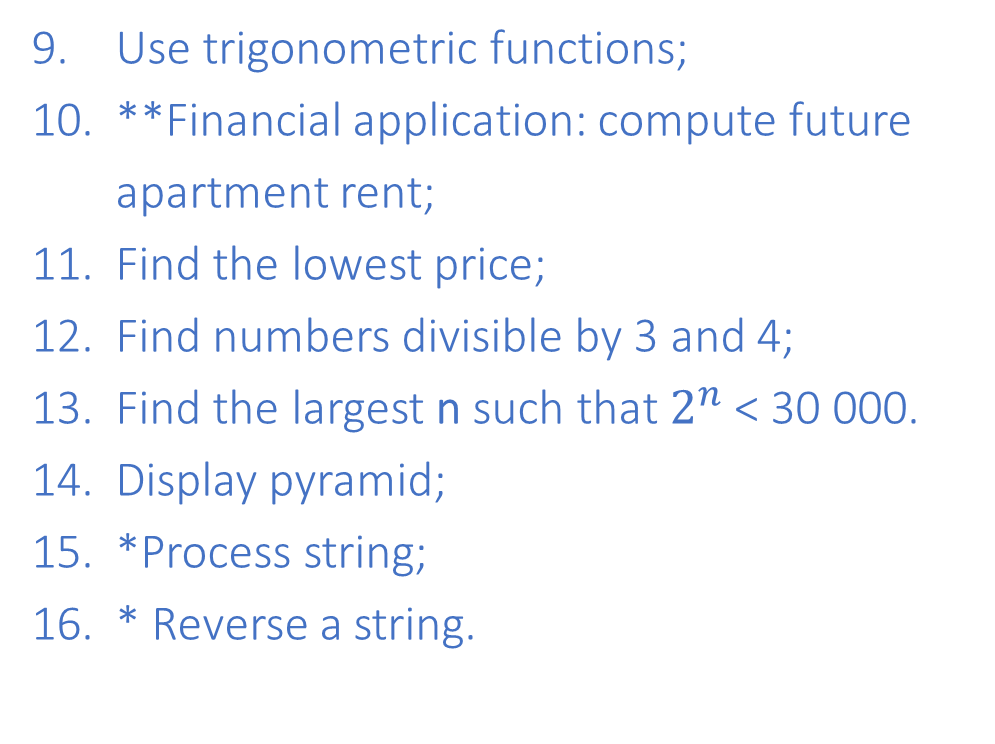 9. Use trigonometric functions;
10. **Financial application: compute future
apartment rent;
11. Find the lowest price;
12. Find numbers divisible by 3 and 4;
13. Find the largest n such that 2ⁿ < 30 000.
14. Display pyramid;
15. *Process string;
16. * Reverse a string.